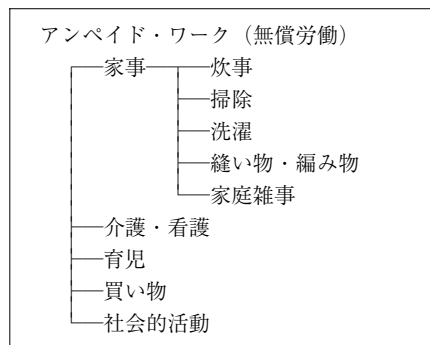 アンペイド・ワーク（無償労働）
家事 炊事
掃除
洗濯
縫い物・編み物
家庭雑事
介護・看護
育児
買い物
社会的活動